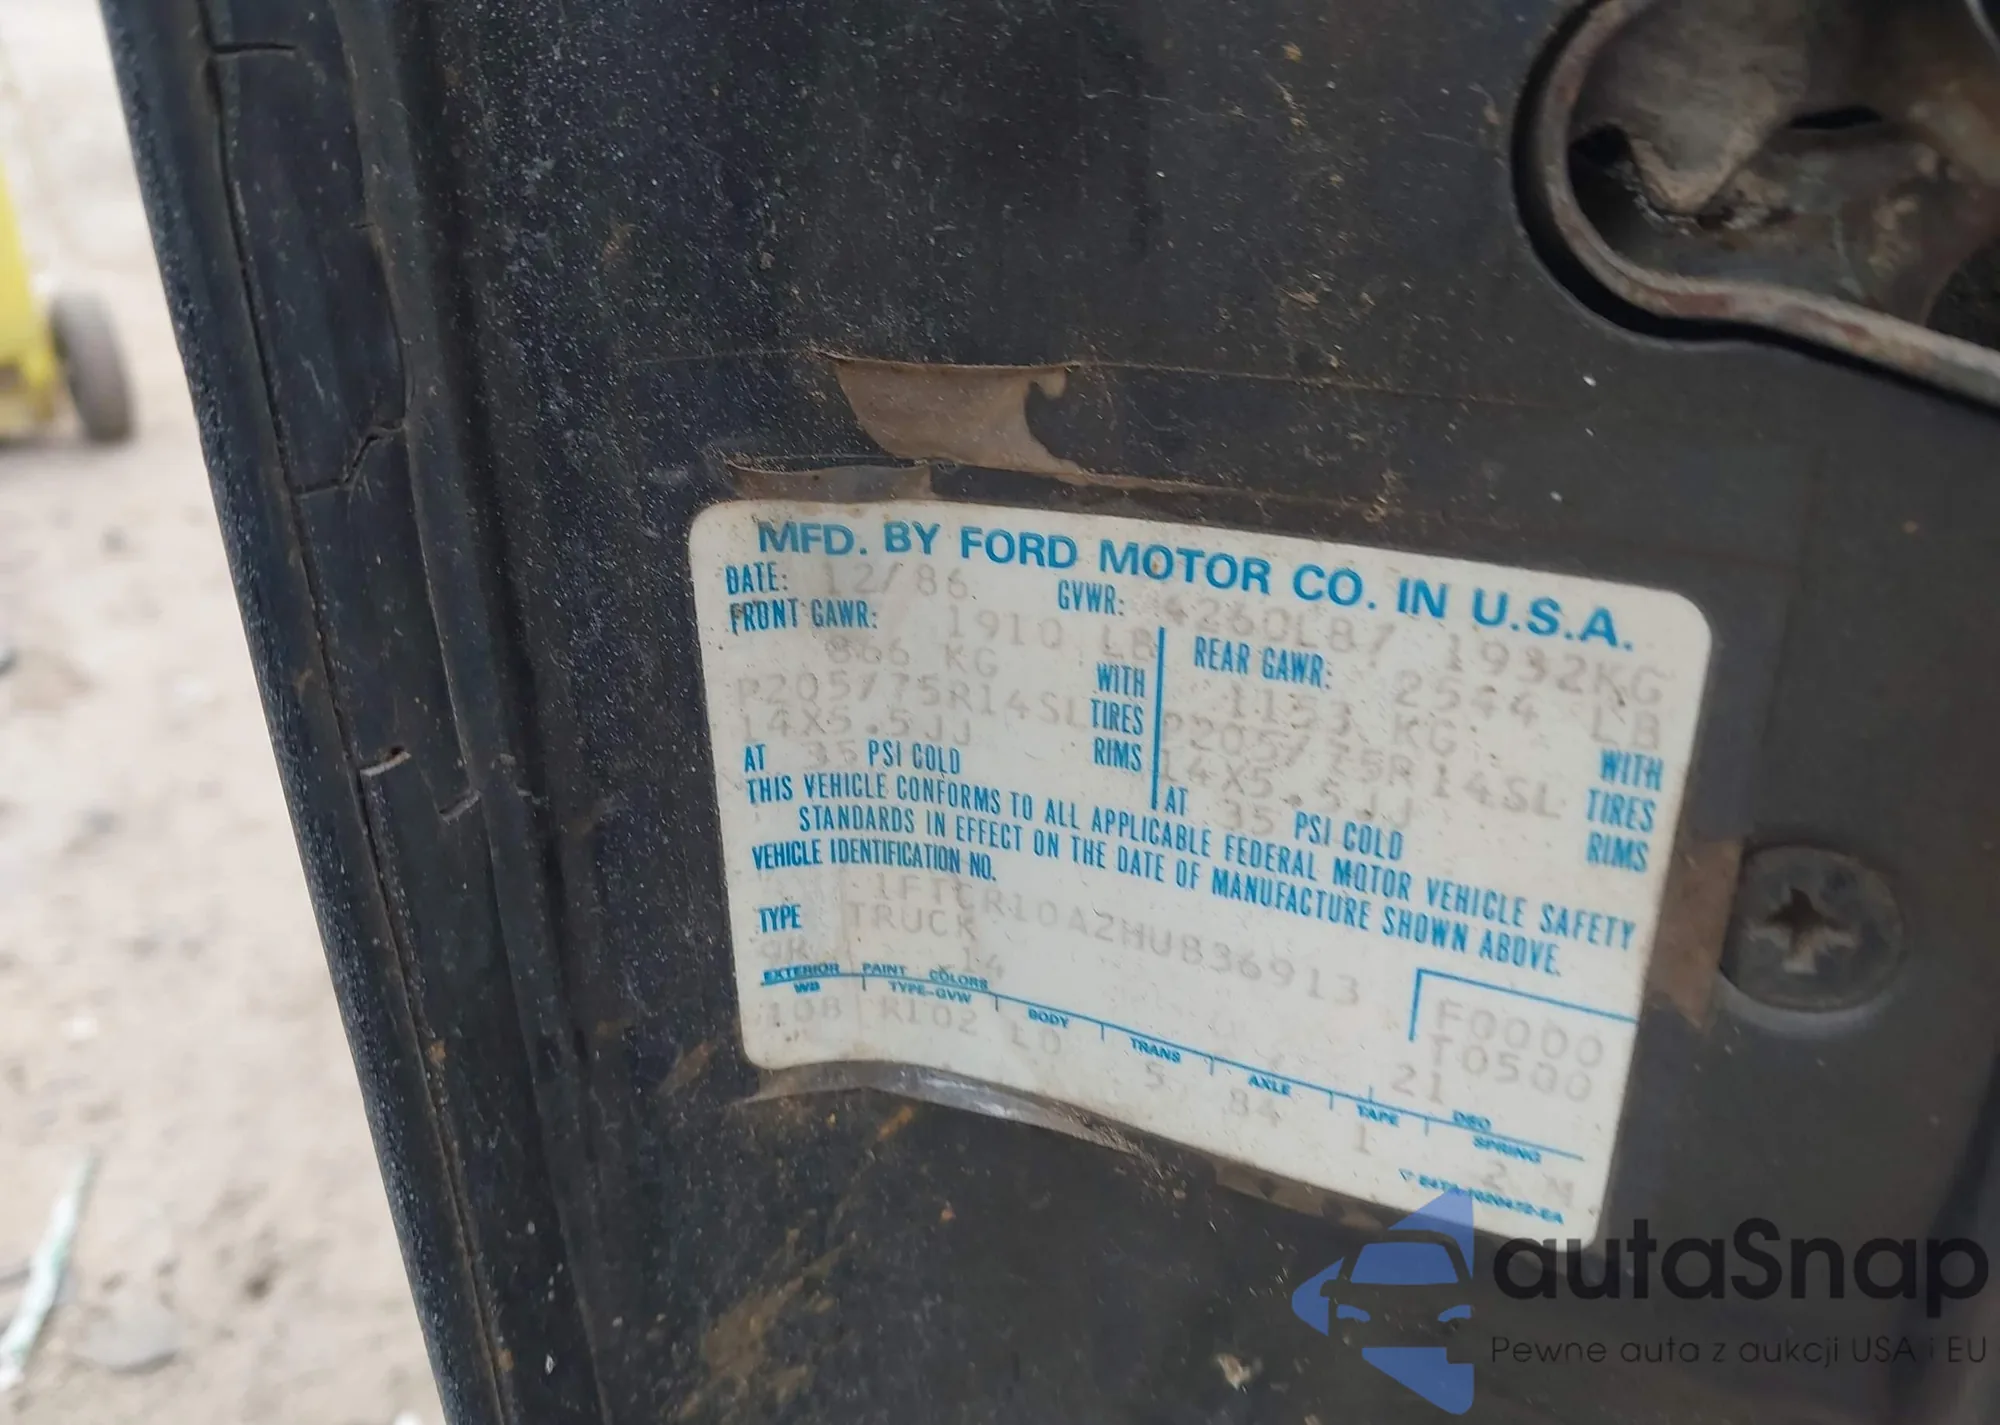 MFD. BY FORD MOTOR CO. IN U.S.A.
DATE: 12/86 GVWR: 4260LB/ 1932KG
FRONT GAWR: 1910 LB REAR GAWR: 2544 LB
866 KG WITH 1153 KG WITH
P205/75R14SL TIRES P205/75R14SL TIRES
14X5.5JJ RIMS 14X5.5JJ RIMS
AT 35 PSI COLD AT 35 PSI COLD
THIS VEHICLE CONFORMS TO ALL APPLICABLE FEDERAL MOTOR VEHICLE SAFETY
STANDARDS IN EFFECT ON THE DATE OF MANUFACTURE SHOWN ABOVE.
VEHICLE IDENTIFICATION NO.
1FTCR10A2HUB36913
TYPE TRUCK
F0000
T0500
14 21
EXTERIOR PAINT COLORS DSO
WB TYPE-GVW BODY TRANS AXLE TAPE SPRING
108 R102 LD 5 84 1 2 M
autaSnap
Pewne auta z aukcji USA i EU